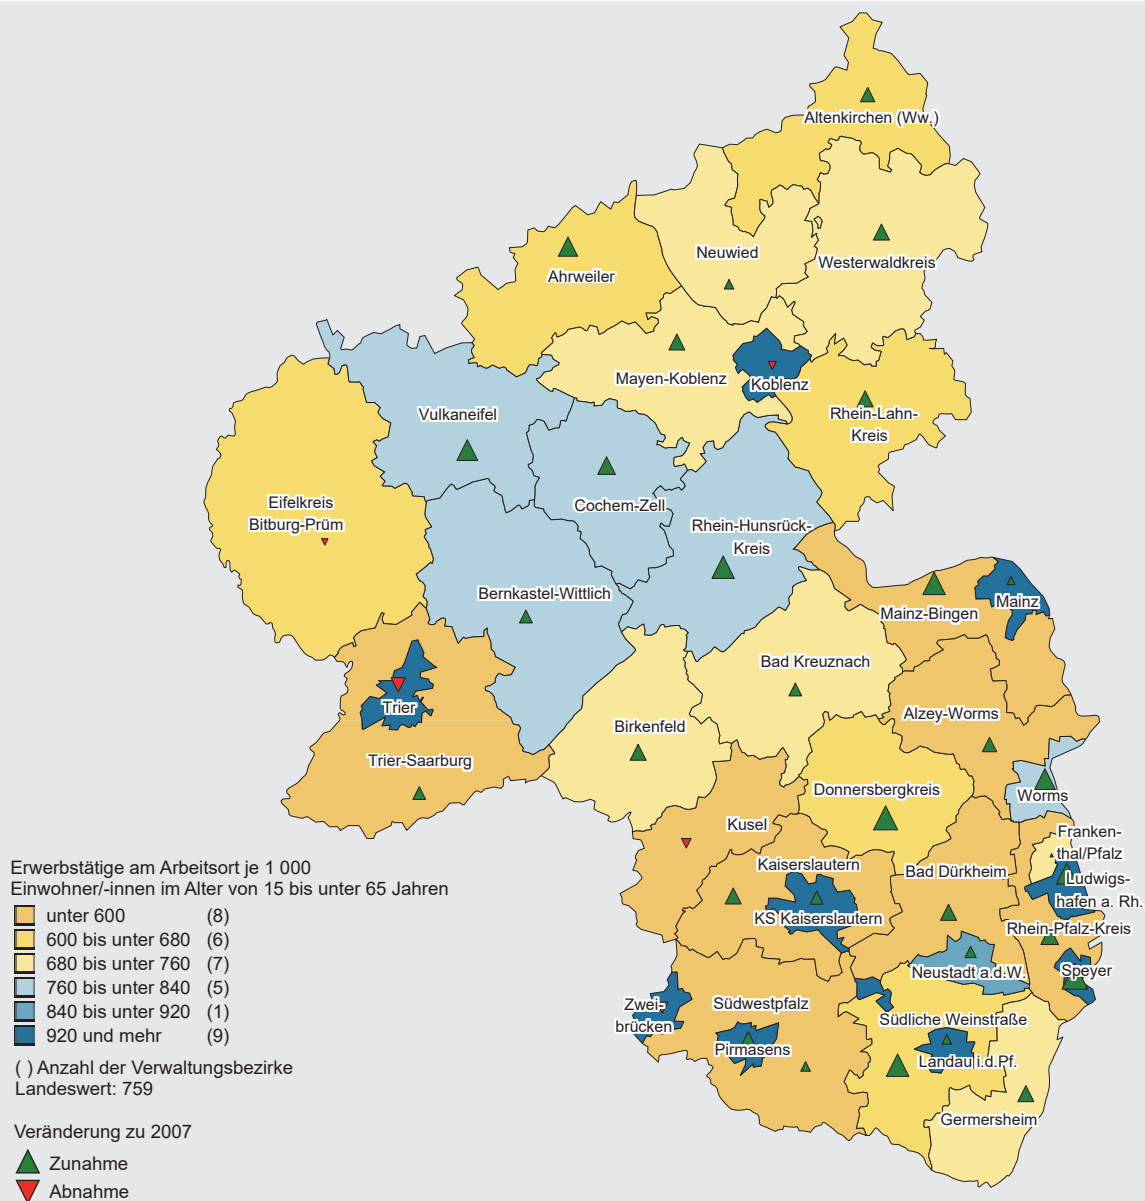 Altenkirchen (Ww.)
Neuwied
Westerwaldkreis
Ahrweiler
Mayen-Koblenz
Koblenz
Rhein-Lahn-
Kreis
Vulkaneifel
Cochem-Zell
Eifelkreis
Bitburg-Prüm
Rhein-Hunsrück-
Kreis
Bernkastel-Wittlich
Mainz-Bingen
Mainz
Bad Kreuznach
Trier
Alzey-Worms
Birkenfeld
Trier-Saarburg
Donnersbergkreis
Worms
Kusel
Franken-
thal/Pfalz
Kaiserslautern
Bad Dürkheim
Ludwigs-
hafen a. Rh.
KS Kaiserslautern
Rhein-Pfalz-Kreis
Neustadt a.d.W.
Speyer
Zwei-
brücken
Südwestpfalz
Südliche Weinstraße
Pirmasens
Landau i.d.Pf.
Germersheim
Erwerbstätige am Arbeitsort je 1 000
Einwohner/-innen im Alter von 15 bis unter 65 Jahren
unter 600 (8)
600 bis unter 680 (6)
680 bis unter 760 (7)
760 bis unter 840 (5)
840 bis unter 920 (1)
920 und mehr (9)
( ) Anzahl der Verwaltungsbezirke
Landeswert: 759
Veränderung zu 2007
Zunahme
Abnahme